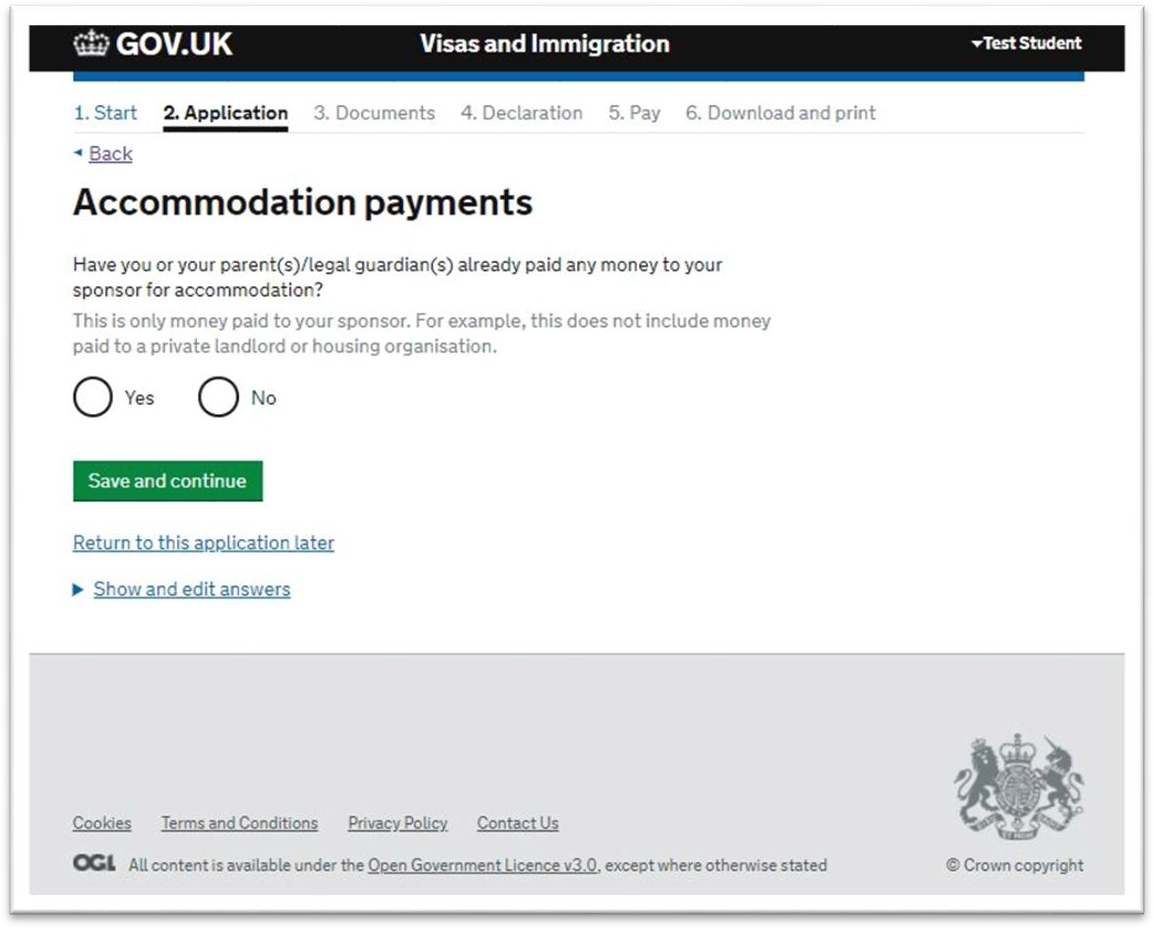 GOV.UK Visas and Immigration Test Student
1. Start 2. Application 3. Documents 4. Declaration 5. Pay 6. Download and print
Back
Accommodation payments
Have you or your parent(s)/legal guardian(s) already paid any money to your
sponsor for accommodation?
This is only money paid to your sponsor. For example, this does not include money
paid to a private landlord or housing organisation.
Yes No
Save and continue
Return to this application later
Show and edit answers
Cookies Terms and Conditions Privacy Policy Contact Us
OGL All content is available under the Open Government Licence v3.0, except where otherwise stated © Crown copyright